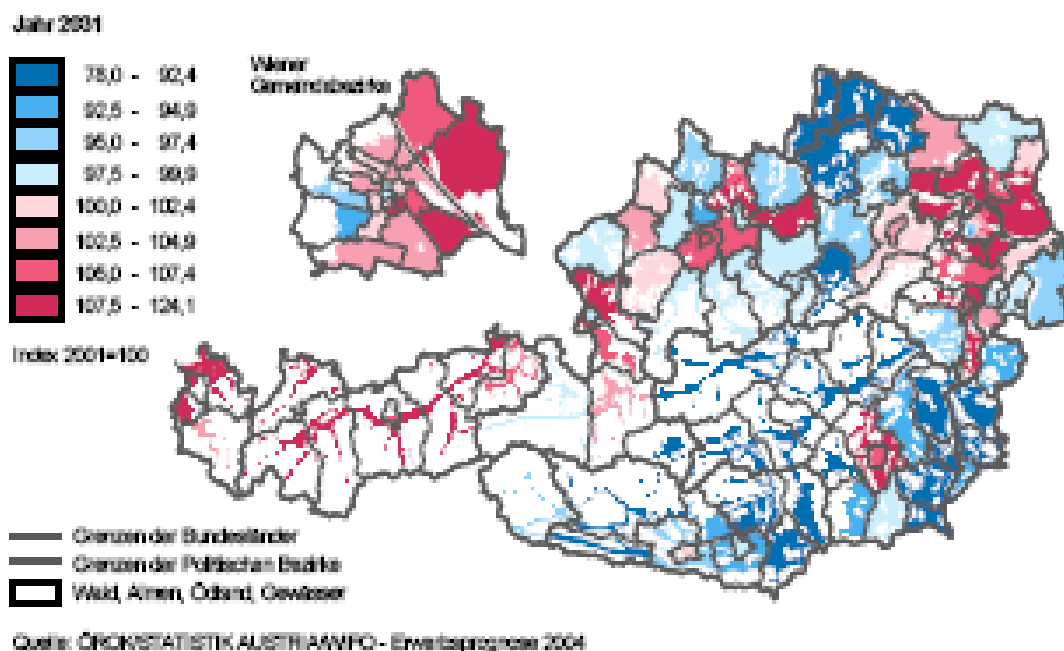 Jahr 2031
Wiener
Gemeindebezirke
78,0 - 92,4
92,5 - 94,9
95,0 - 97,4
97,5 - 99,9
100,0 - 102,4
102,5 - 104,9
105,0 - 107,4
107,5 - 124,1
Index 2001=100
Grenzen der Bundesländer
Grenzen der Politischen Bezirke
Wald, Almen, Ödland, Gewässer
Quelle: ÖROK/STATISTIK AUSTRIA/WIFO - Erwerbsprognose 2004